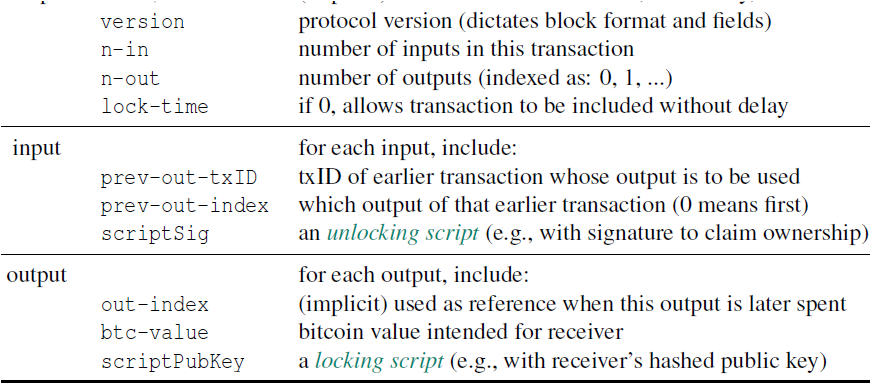 version protocol version (dictates block format and fields)
n-in number of inputs in this transaction
n-out number of outputs (indexed as: 0, 1, ...)
lock-time if 0, allows transaction to be included without delay
input for each input, include:
prev-out-txID txID of earlier transaction whose output is to be used
prev-out-index which output of that earlier transaction (0 means first)
scriptSig an unlocking script (e.g., with signature to claim ownership)
output for each output, include:
out-index (implicit) used as reference when this output is later spent
btc-value bitcoin value intended for receiver
scriptPubKey a locking script (e.g., with receiver's hashed public key)